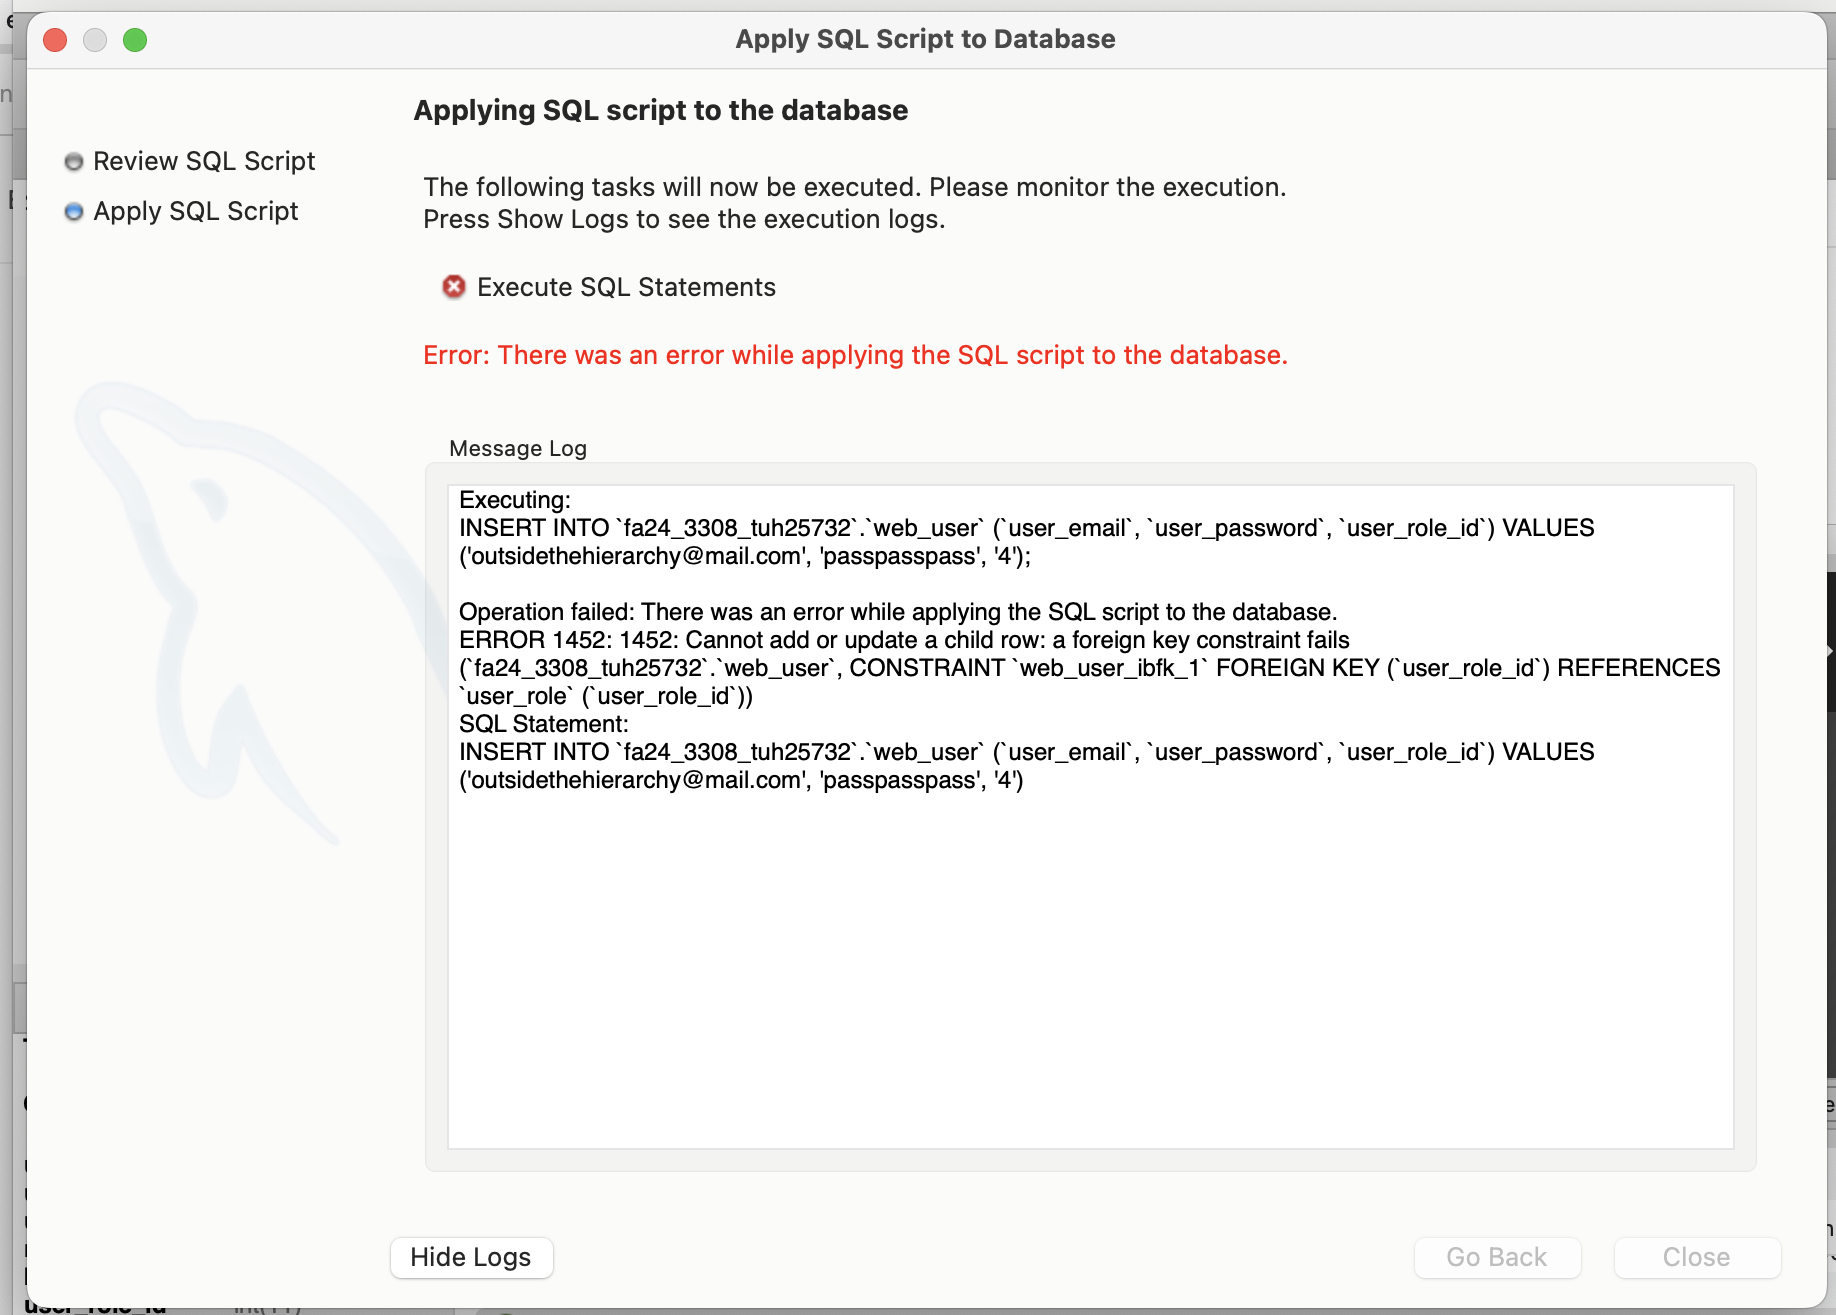 Apply SQL Script to Database
Review SQL Script
Apply SQL Script
Applying SQL script to the database
The following tasks will now be executed. Please monitor the execution.
Press Show Logs to see the execution logs.
Execute SQL Statements
Error: There was an error while applying the SQL script to the database.
Message Log
Executing:
INSERT INTO `fa24_3308_tuh25732`.`web_user` (`user_email`, `user_password`, `user_role_id`) VALUES
('outsidethehierarchy@mail.com', 'passpasspass', '4');
Operation failed: There was an error while applying the SQL script to the database.
ERROR 1452: 1452: Cannot add or update a child row: a foreign key constraint fails
(`fa24_3308_tuh25732`.`web_user`, CONSTRAINT `web_user_ibfk_1` FOREIGN KEY (`user_role_id`) REFERENCES
`user_role` (`user_role_id`))
SQL Statement:
INSERT INTO `fa24_3308_tuh25732`.`web_user` (`user_email`, `user_password`, `user_role_id`) VALUES
('outsidethehierarchy@mail.com', 'passpasspass', '4')
Hide Logs
Go Back
Close
user_role_id int(11)